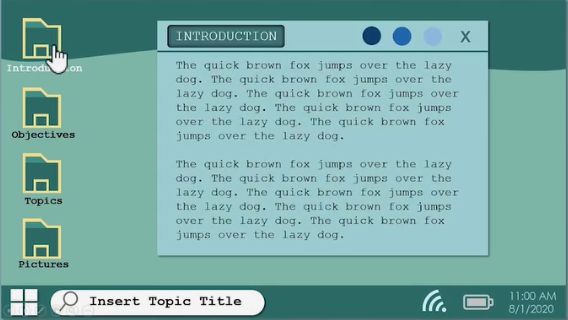 INTRODUCTION
X
The quick brown fox jumps over the lazy
dog. The quick brown fox jumps over the
lazy dog. The quick brown fox jumps over
the lazy dog. The quick brown fox jumps
over the lazy dog. The quick brown fox
jumps over the lazy dog.
The quick brown fox jumps over the lazy
dog. The quick brown fox jumps over the
lazy dog. The quick brown fox jumps over
the lazy dog. The quick brown fox jumps
over the lazy dog. The quick brown fox
jumps over the lazy dog.
Introduction
Objectives
Topics
Pictures
Insert Topic Title
11:00 AM
8/1/2020